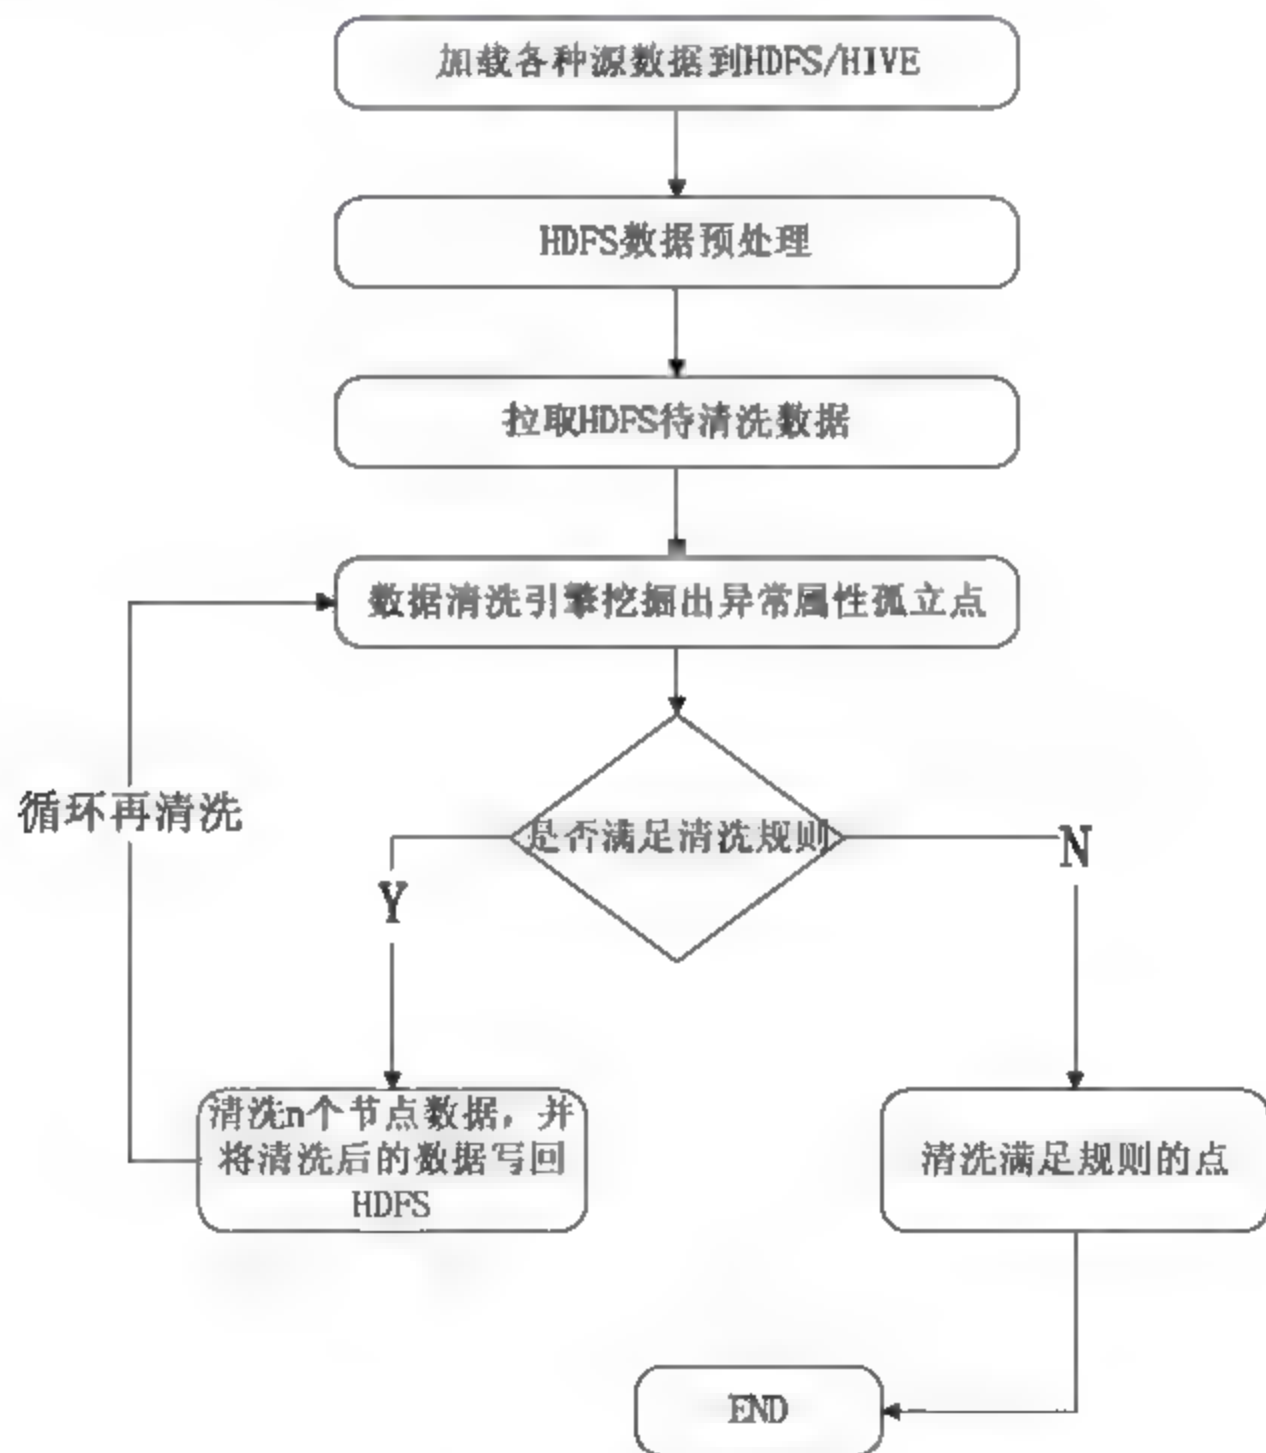 加载各种源数据到HDFS/HIVE
HDFS数据预处理
拉取HDFS待清洗数据
数据清洗引擎挖掘出异常属性孤立点
循环再清洗
是否满足清洗规则
N
Y
清洗n个节点数据，并
将清洗后的数据写回
HDFS
清洗满足规则的点
END